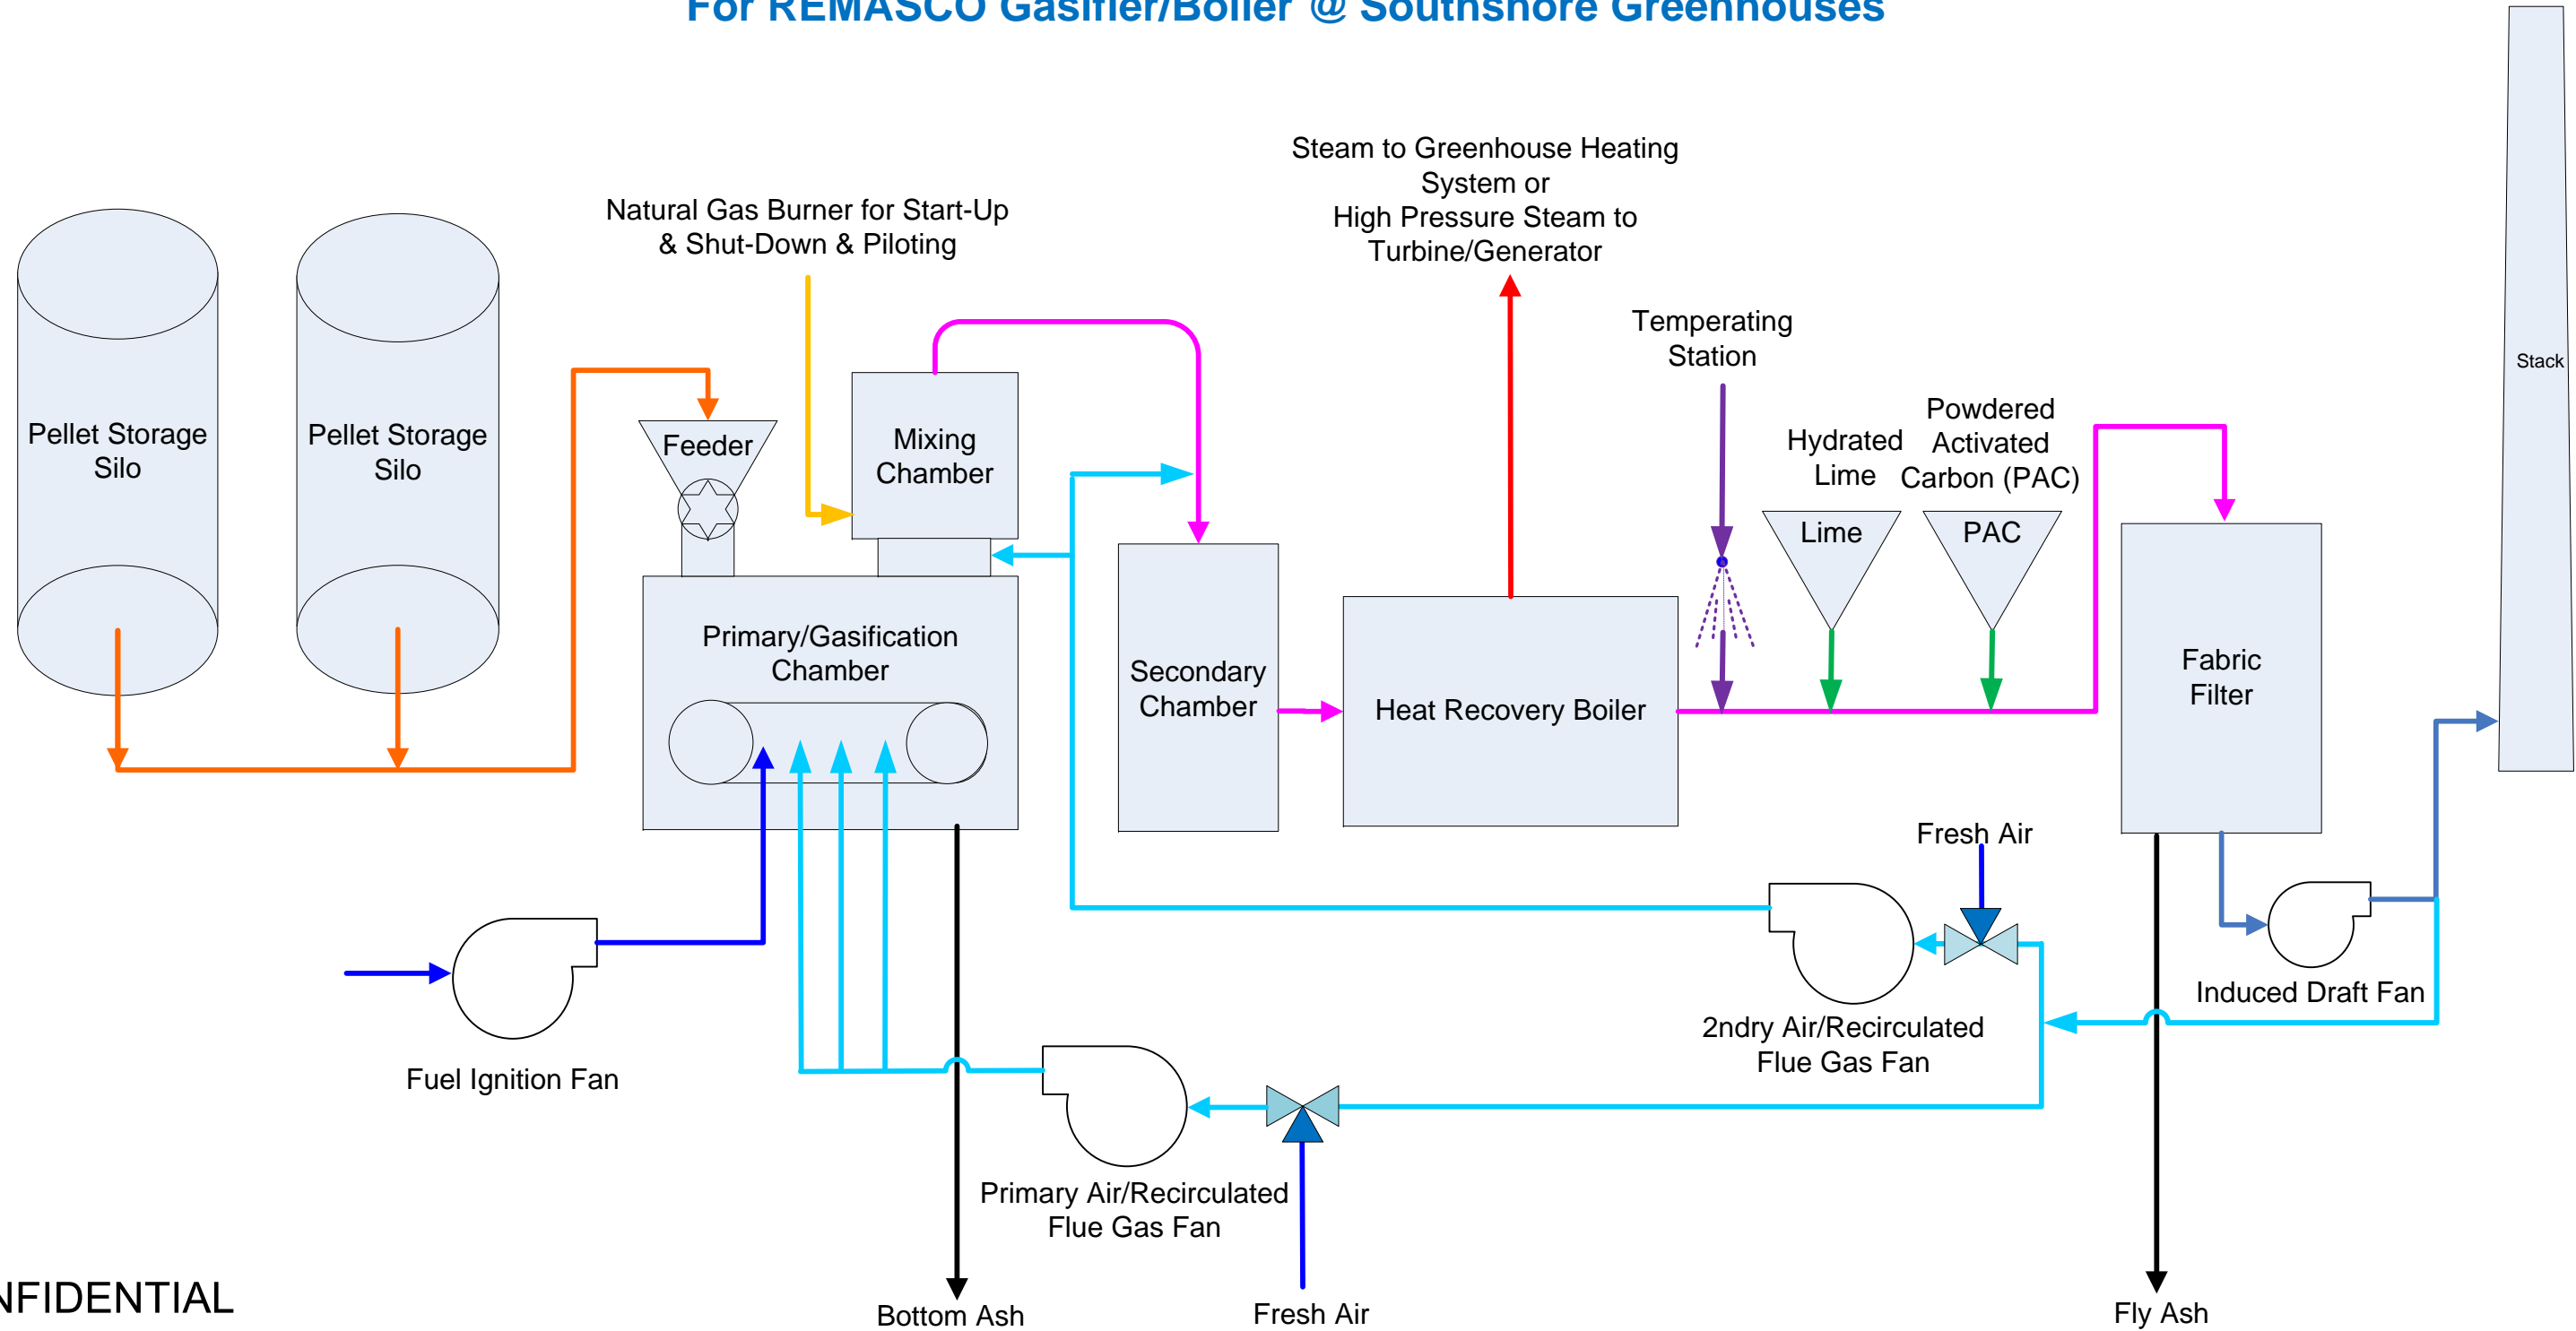 For REMASCO Gasifier/Boiler @ Southshore Greenhouses
Steam to Greenhouse Heating
System or
High Pressure Steam to
Turbine/Generator
Natural Gas Burner for Start-Up
& Shut-Down & Piloting
Temperating
Station
Stack
Pellet Storage
Silo
Pellet Storage
Silo
Feeder
Mixing
Chamber
Hydrated
Lime
Powdered
Activated
Carbon (PAC)
Lime
PAC
Primary/Gasification
Chamber
Secondary
Chamber
Heat Recovery Boiler
Fabric
Filter
Fresh Air
Induced Draft Fan
2ndry Air/Recirculated
Flue Gas Fan
Fuel Ignition Fan
Primary Air/Recirculated
Flue Gas Fan
NFIDENTIAL
Bottom Ash
Fresh Air
Fly Ash